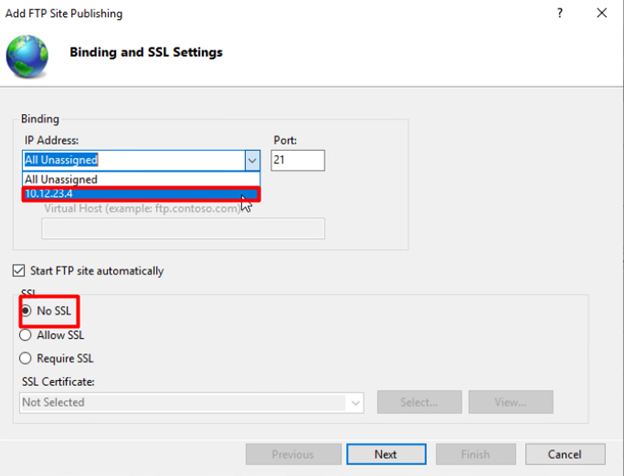 Add FTP Site Publishing
?
Binding and SSL Settings
Binding
IP Address:
Port:
All Unassigned
21
All Unassigned
10.12.23.4
Virtual Host (example: ftp.contoso.com)
Start FTP site automatically
SSL
No SSL
Allow SSL
Require SSL
SSL Certificate:
Not Selected
Select...
View...
Previous
Next
Finish
Cancel